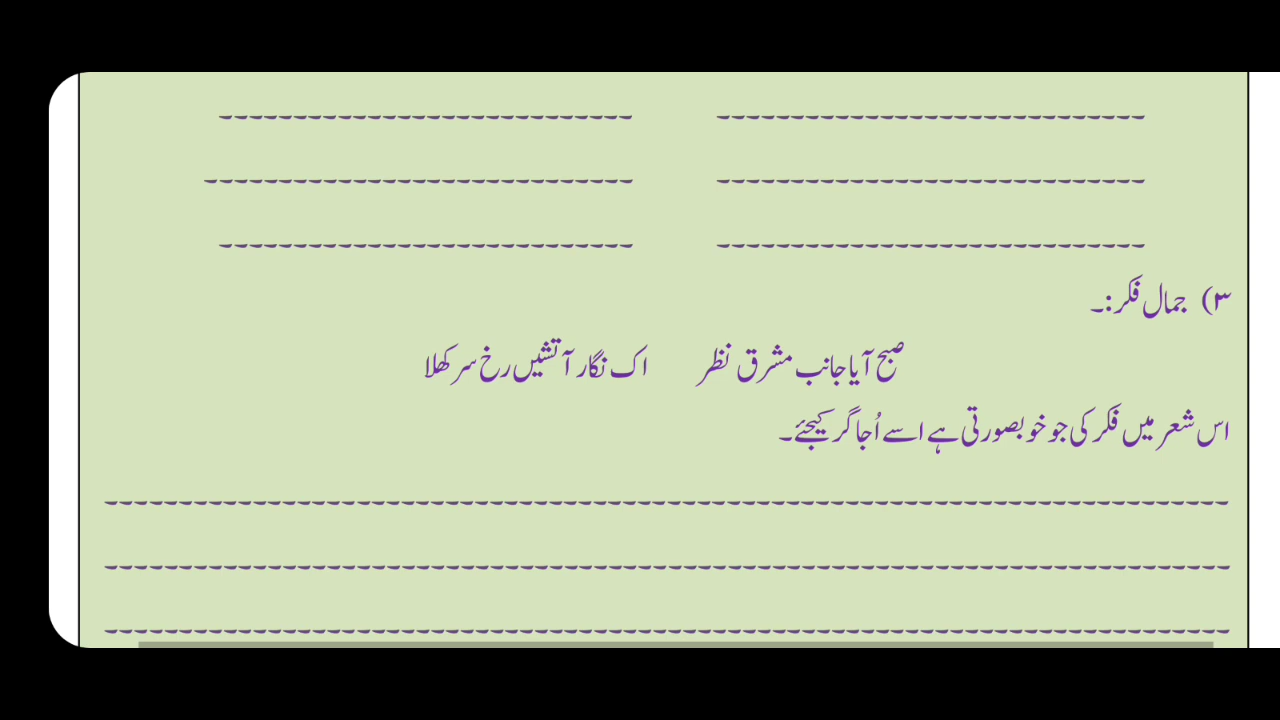 ۳) جمال فکر:۔
صبح آیا جانب مشرق نظر اک نگار آتشیں رخ سر کھلا
اس شعر میں فکر کی جو خوبصورتی ہے اسے اُجاگر کیجئے۔